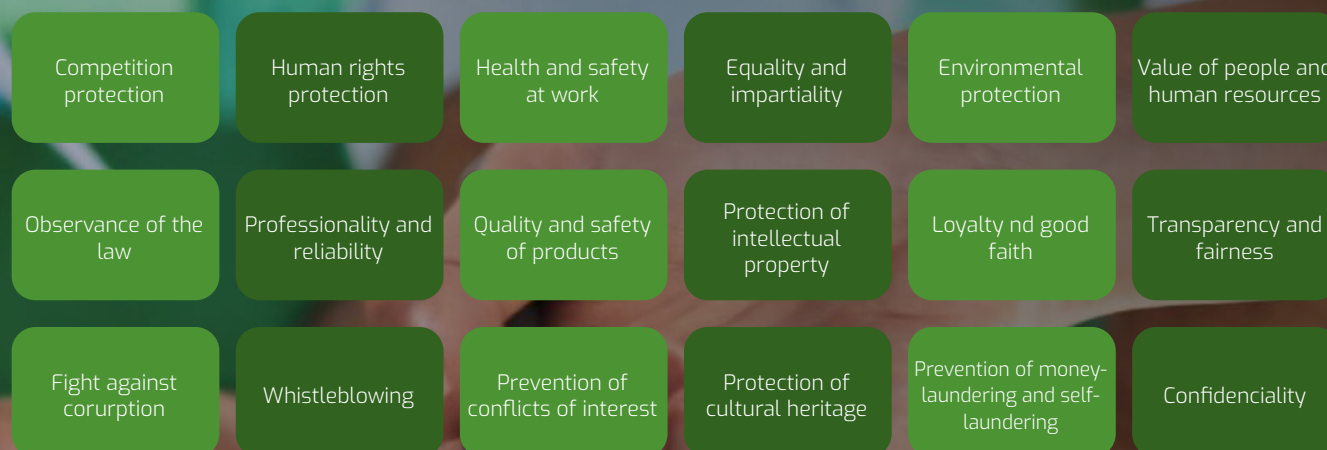 Competition
protection
Human rights
protection
Health and safety
at work
Equality and
impartiality
Environmental
protection
Value of people and
human resources
Observance of the
law
Professionality and
reliability
Quality and safety
of products
Protection of
intellectual
property
Loyalty nd good
faith
Transparency and
fairness
Fight against
corurption
Whistleblowing
Prevention of
conflicts of interest
Protection of
cultural heritage
Prevention of money-
laundering and self-
laundering
Confidenciality